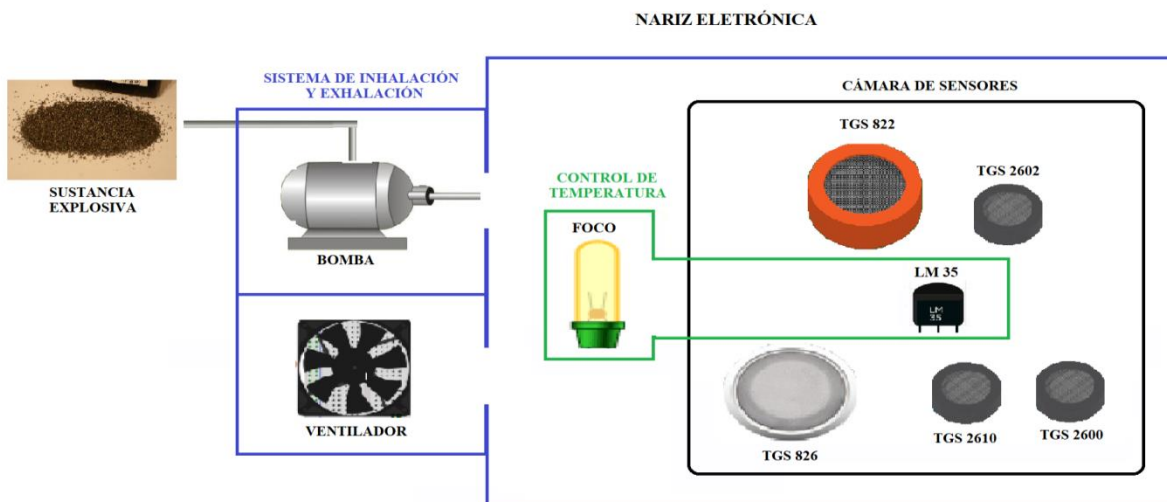 NARIZ ELETRÓNICA
SISTEMA DE INHALACIÓN
Y EXHALACIÓN
SUSTANCIA
EXPLOSIVA
BOMBA
VENTILADOR
CONTROL DE
TEMPERATURA
FOCO
CÁMARA DE SENSORES
TGS 822
TGS 2602
LM 35
LM
35
TGS 826
TGS 2610
TGS 2600